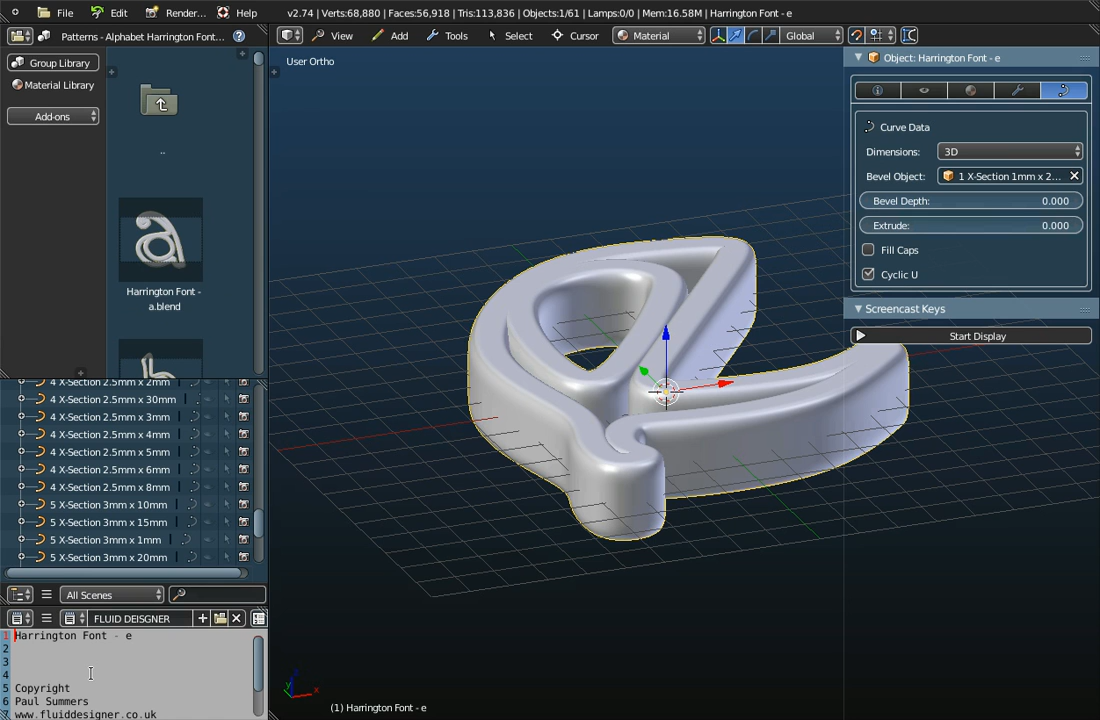 File Edit Render... Help v2.74 | Verts:68,880 | Faces:56,918 | Tris:113,836 | Objects:1/61 | Lamps:0/0 | Mem:16.58M | Harrington Font - e
Patterns - Alphabet Harrington Font...
View Add Tools Select Cursor Material Global
Group Library
Material Library
Add-ons
..
Harrington Font -
a.blend
4 X-Section 2.5mm x 2mm
4 X-Section 2.5mm x 30mm
4 X-Section 2.5mm x 3mm
4 X-Section 2.5mm x 4mm
4 X-Section 2.5mm x 5mm
4 X-Section 2.5mm x 6mm
4 X-Section 2.5mm x 8mm
5 X-Section 3mm x 10mm
5 X-Section 3mm x 15mm
5 X-Section 3mm x 1mm
5 X-Section 3mm x 20mm
All Scenes
FLUID DEISGNER
1 Harrington Font - e
2
3
4
5 Copyright
6 Paul Summers
7 www.fluiddesigner.co.uk
User Ortho
z
y
x
(1) Harrington Font - e
Object: Harrington Font - e
Curve Data
Dimensions: 3D
Bevel Object: 1 X-Section 1mm x 2...
Bevel Depth: 0.000
Extrude: 0.000
Fill Caps
Cyclic U
Screencast Keys
Start Display